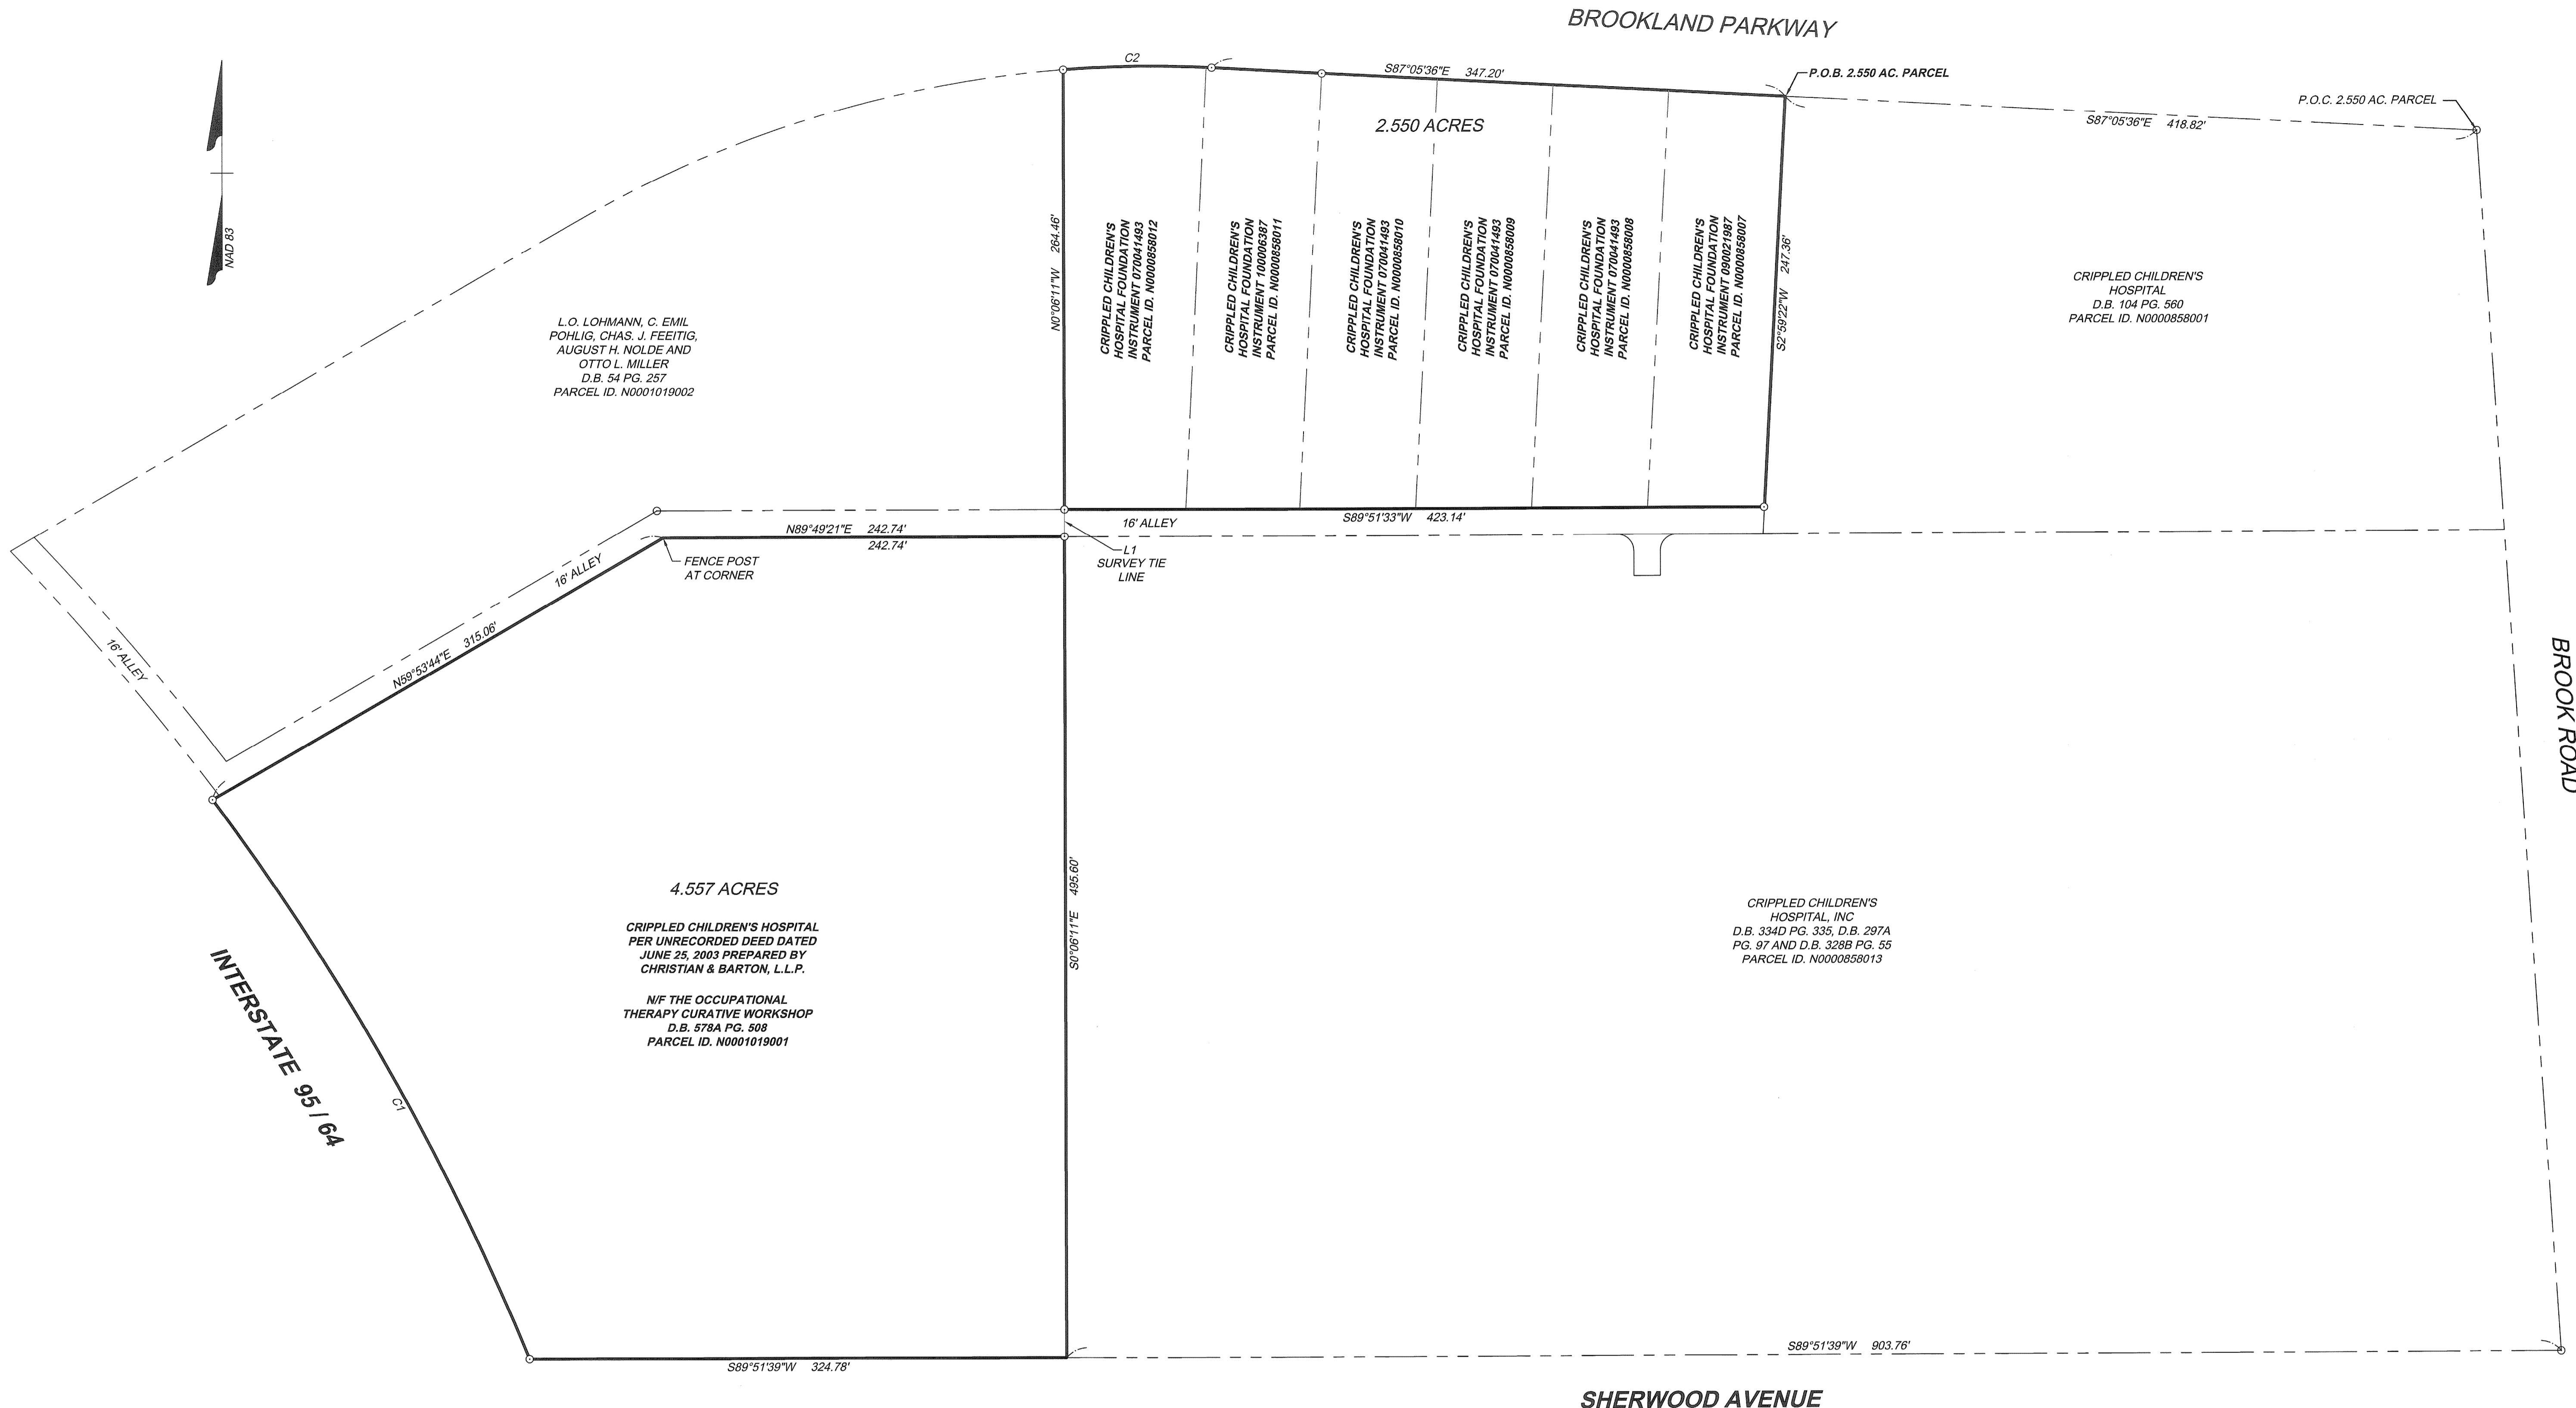 BROOKLAND PARKWAY
C2
S87°05'36"E 347.20'
P.O.B. 2.550 AC. PARCEL
P.O.C. 2.550 AC. PARCEL
S87°05'36"E 418.82'
2.550 ACRES
NAD 83
N0°06'11"W 264.46'
CRIPPLED CHILDREN'S
HOSPITAL FOUNDATION
INSTRUMENT 070041493
PARCEL ID. N0000858012
CRIPPLED CHILDREN'S
HOSPITAL FOUNDATION
INSTRUMENT 100006387
PARCEL ID. N0000858011
CRIPPLED CHILDREN'S
HOSPITAL FOUNDATION
INSTRUMENT 070041493
PARCEL ID. N0000858010
CRIPPLED CHILDREN'S
HOSPITAL FOUNDATION
INSTRUMENT 070041493
PARCEL ID. N0000858009
CRIPPLED CHILDREN'S
HOSPITAL FOUNDATION
INSTRUMENT 070041493
PARCEL ID. N0000858008
CRIPPLED CHILDREN'S
HOSPITAL FOUNDATION
INSTRUMENT 090021987
PARCEL ID. N0000858007
S2°59'22"W 247.36'
CRIPPLED CHILDREN'S
HOSPITAL
D.B. 104 PG. 560
PARCEL ID. N0000858001
L.O. LOHMANN, C. EMIL
POHLIG, CHAS. J. FEEITIG,
AUGUST H. NOLDE AND
OTTO L. MILLER
D.B. 54 PG. 257
PARCEL ID. N0001019002
N89°49'21"E 242.74'
242.74'
16' ALLEY
S89°51'33"W 423.14'
L1
SURVEY TIE
LINE
FENCE POST
AT CORNER
16' ALLEY
16' ALLEY
N59°53'44"E 315.06'
BROOK ROAD
4.557 ACRES
CRIPPLED CHILDREN'S HOSPITAL
PER UNRECORDED DEED DATED
JUNE 25, 2003 PREPARED BY
CHRISTIAN & BARTON, L.L.P.
N/F THE OCCUPATIONAL
THERAPY CURATIVE WORKSHOP
D.B. 578A PG. 508
PARCEL ID. N0001019001
S0°06'11"E 495.60'
CRIPPLED CHILDREN'S
HOSPITAL, INC
D.B. 334D PG. 335, D.B. 297A
PG. 97 AND D.B. 328B PG. 55
PARCEL ID. N0000858013
INTERSTATE 95 / 64
C1
S89°51'39"W 324.78'
S89°51'39"W 903.76'
SHERWOOD AVENUE